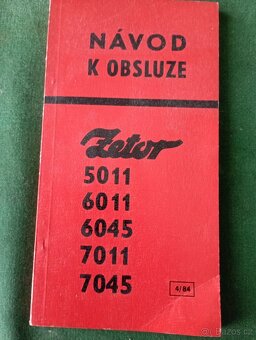 NÁVOD
K OBSLUZE
Zetor
5011
6011
6045
7011
7045
4/84